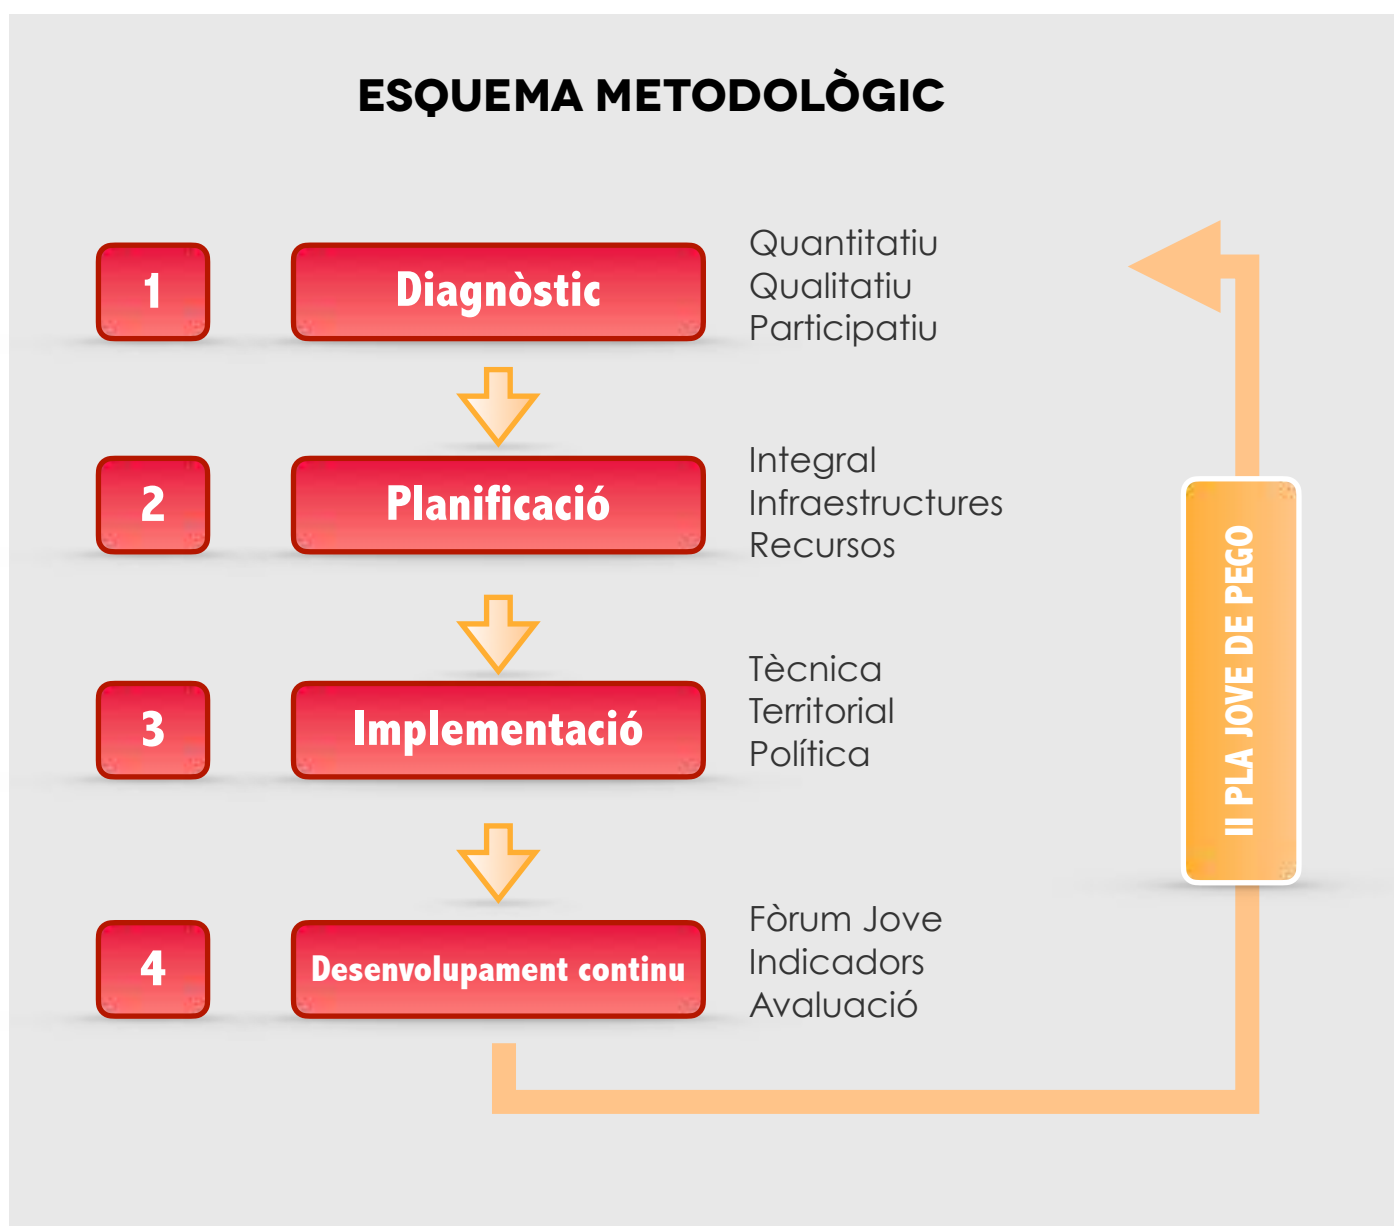 ESQUEMA METODOLÒGIC
1
Diagnòstic
Quantitatiu
Qualitatiu
Participatiu
2
Planificació
Integral
Infraestructures
Recursos
3
Implementació
Tècnica
Territorial
Política
4
Desenvolupament continu
Fòrum Jove
Indicadors
Avaluació
II PLA JOVE DE PEGO